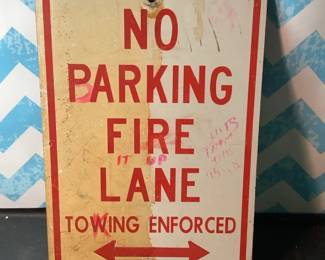 NO
PARKING
FIRE
IT UP
LANE
TOWING ENFORCED